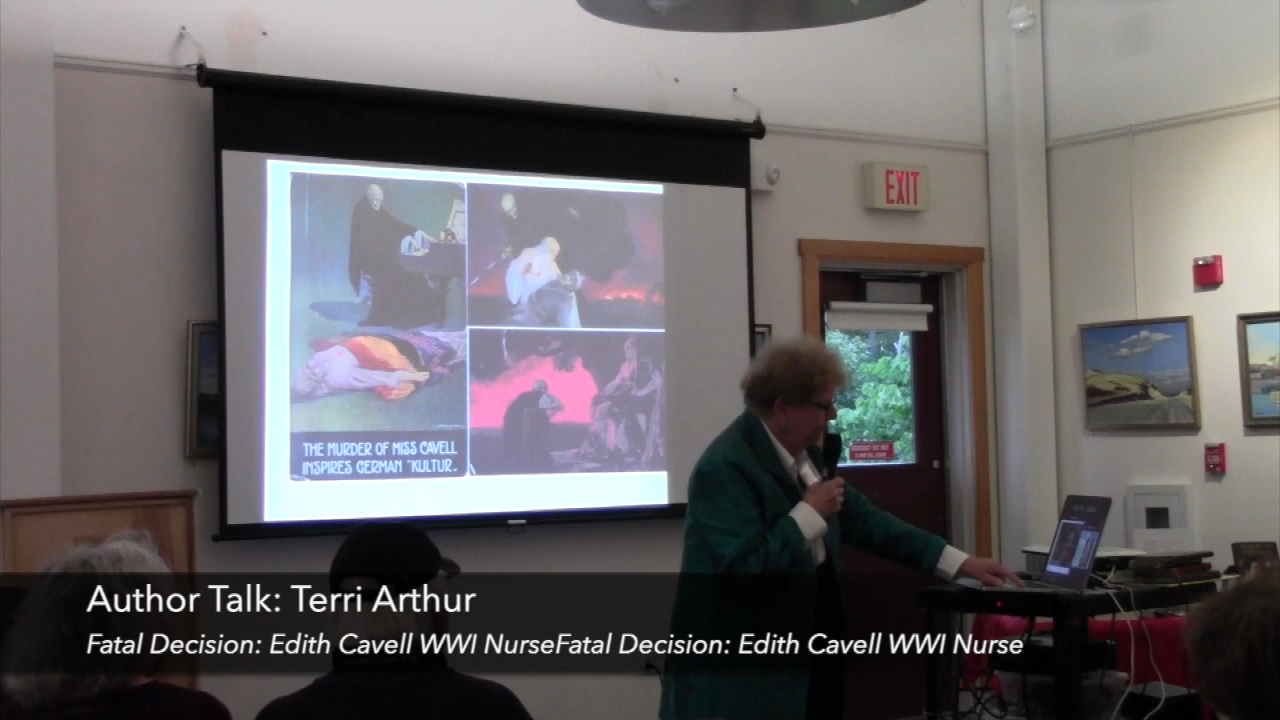 EXIT
THE MURDER OF MISS CAVELL
INSPIRES GERMAN "KULTUR"
Author Talk: Terri Arthur
Fatal Decision: Edith Cavell WWI NurseFatal Decision: Edith Cavell WWI Nurse